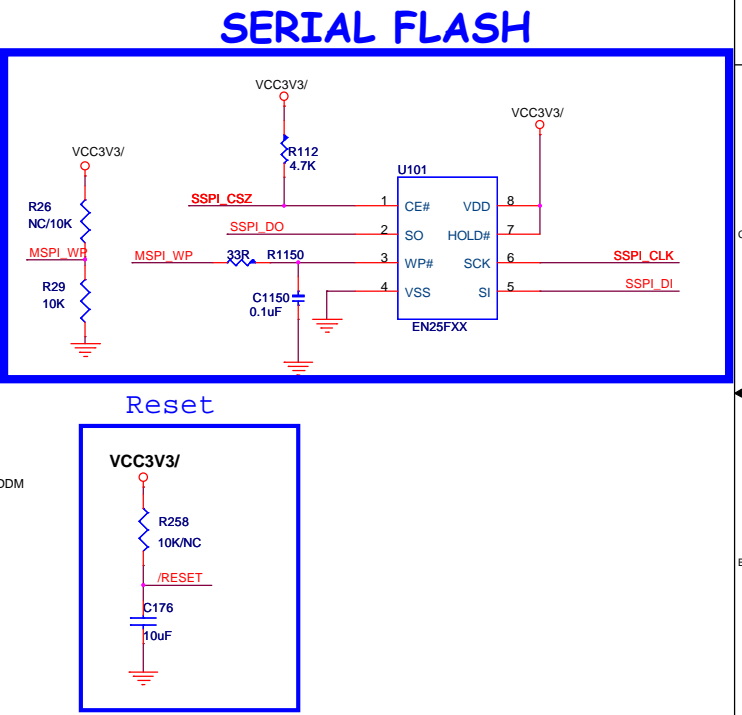 SERIAL FLASH
VCC3V3/
VCC3V3/
VCC3V3/
R112
4.7K
U101
R26
NC/10K
SSPI_CSZ
1
CE#
VDD
8
SSPI_DO
2
SO
HOLD#
7
MSPI_WP
MSPI_WP
33R
R1150
3
WP#
SCK
6
SSPI_CLK
R29
10K
4
VSS
SI
5
SSPI_DI
C1150
0.1uF
EN25FXX
Reset
VCC3V3/
R258
10K/NC
/RESET
C176
10uF